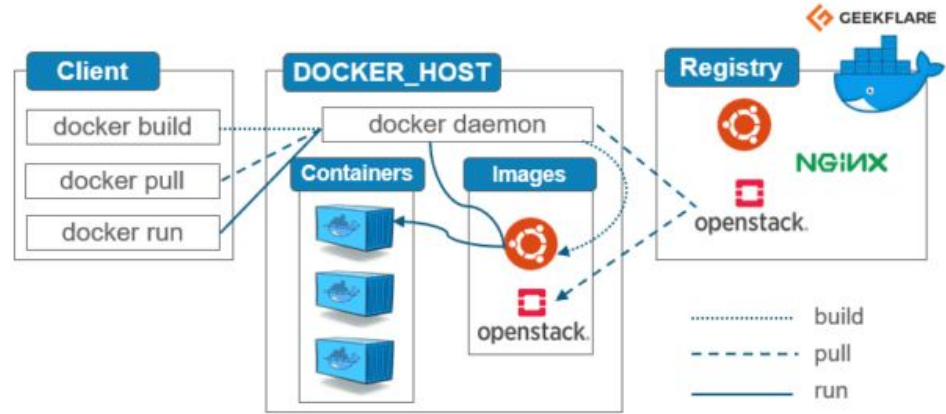 GEEKFLARE
Client
docker build
docker pull
docker run
DOCKER_HOST
docker daemon
Containers
Images
openstack.
Registry
NGiNX
openstack.
build
pull
run